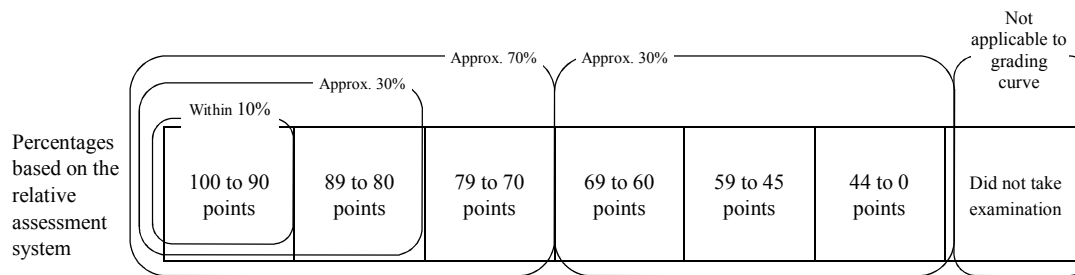 Not
applicable to
grading
curve
Approx. 70%
Approx. 30%
Approx. 30%
Within 10%
Percentages
based on the
relative
assessment
system
100 to 90
points
89 to 80
points
79 to 70
points
69 to 60
points
59 to 45
points
44 to 0
points
Did not take
examination